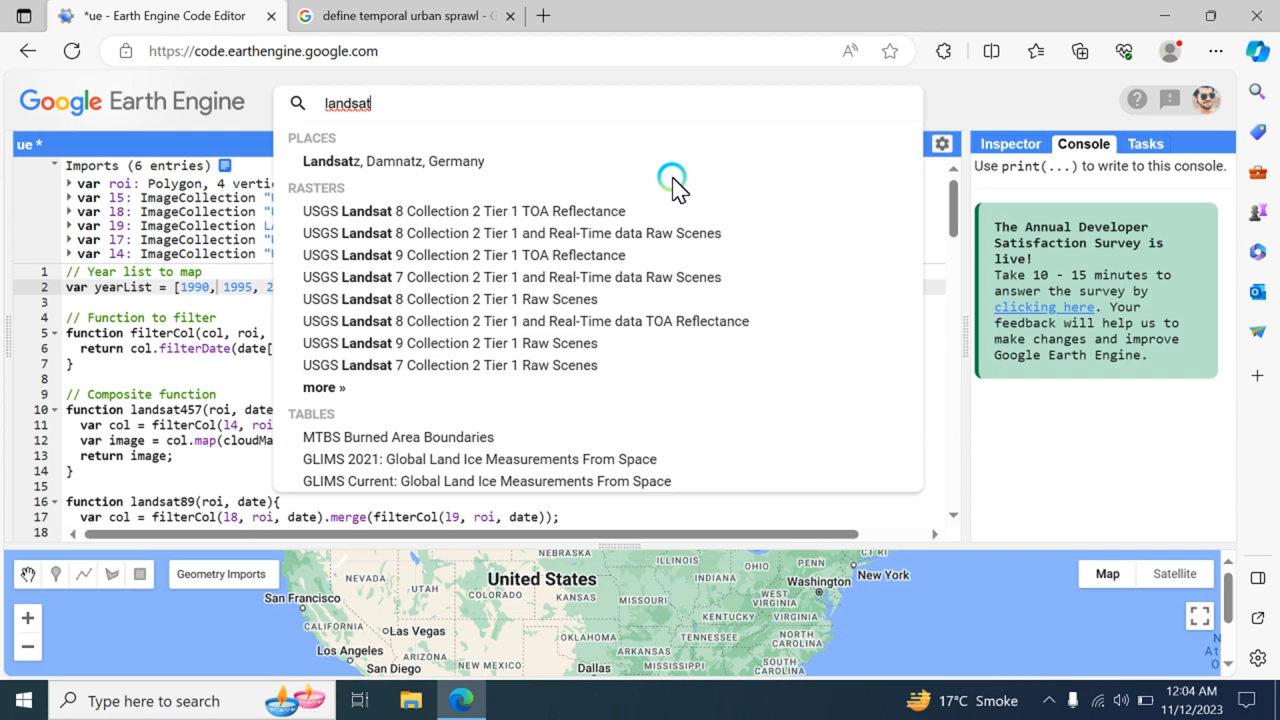 *ue - Earth Engine Code Editor
define temporal urban sprawl - G
https://code.earthengine.google.com
Google Earth Engine
landsat
PLACES
Landsatz, Damnatz, Germany
RASTERS
USGS Landsat 8 Collection 2 Tier 1 TOA Reflectance
USGS Landsat 8 Collection 2 Tier 1 and Real-Time data Raw Scenes
USGS Landsat 9 Collection 2 Tier 1 TOA Reflectance
USGS Landsat 7 Collection 2 Tier 1 and Real-Time data Raw Scenes
USGS Landsat 8 Collection 2 Tier 1 Raw Scenes
USGS Landsat 8 Collection 2 Tier 1 and Real-Time data TOA Reflectance
USGS Landsat 9 Collection 2 Tier 1 Raw Scenes
USGS Landsat 7 Collection 2 Tier 1 Raw Scenes
more »
TABLES
MTBS Burned Area Boundaries
GLIMS 2021: Global Land Ice Measurements From Space
GLIMS Current: Global Land Ice Measurements From Space
ue *
Imports (6 entries)
var roi: Polygon, 4 verti
var l5: ImageCollection "U
var l8: ImageCollection "U
var l9: ImageCollection LA
var l7: ImageCollection "U
var l4: ImageCollection "U
1 // Year list to map
2 var yearList = [1990, 1995, 2
3
4 // Function to filter
5 function filterCol(col, roi,
6 return col.filterDate(date[
7 }
8
9 // Composite function
10 function landsat457(roi, date
11 var col = filterCol(l4, roi
12 var image = col.map(cloudMa
13 return image;
14 }
15
16 function landsat89(roi, date){
17 var col = filterCol(l8, roi, date).merge(filterCol(l9, roi, date));
18
Inspector Console Tasks
Use print(...) to write to this console.
The Annual Developer
Satisfaction Survey is
live!
Take 10 - 15 minutes to
answer the survey by
clicking here. Your
feedback will help us to
make changes and improve
Google Earth Engine.
Geometry Imports
Map Satellite
NEBRASKA
ILLINOIS
OHIO
PENN
CT RI
New York
United States
INDIANA
Washington
NEVADA
UTAH
COLORADO
KANSAS
MISSOURI
WEST
VIRGINIA
VIRGINIA
KENTUCKY
San Francisco
CALIFORNIA
Las Vegas
OKLAHOMA
TENNESSEE
NORTH
CAROLINA
Los Angeles
ARIZONA
NEW MEXICO
ARKANSAS
MISSISSIPPI
SOUTH
CAROLINA
San Diego
Dallas
N
At
O
Type here to search
17°C Smoke
12:04 AM
11/12/2023